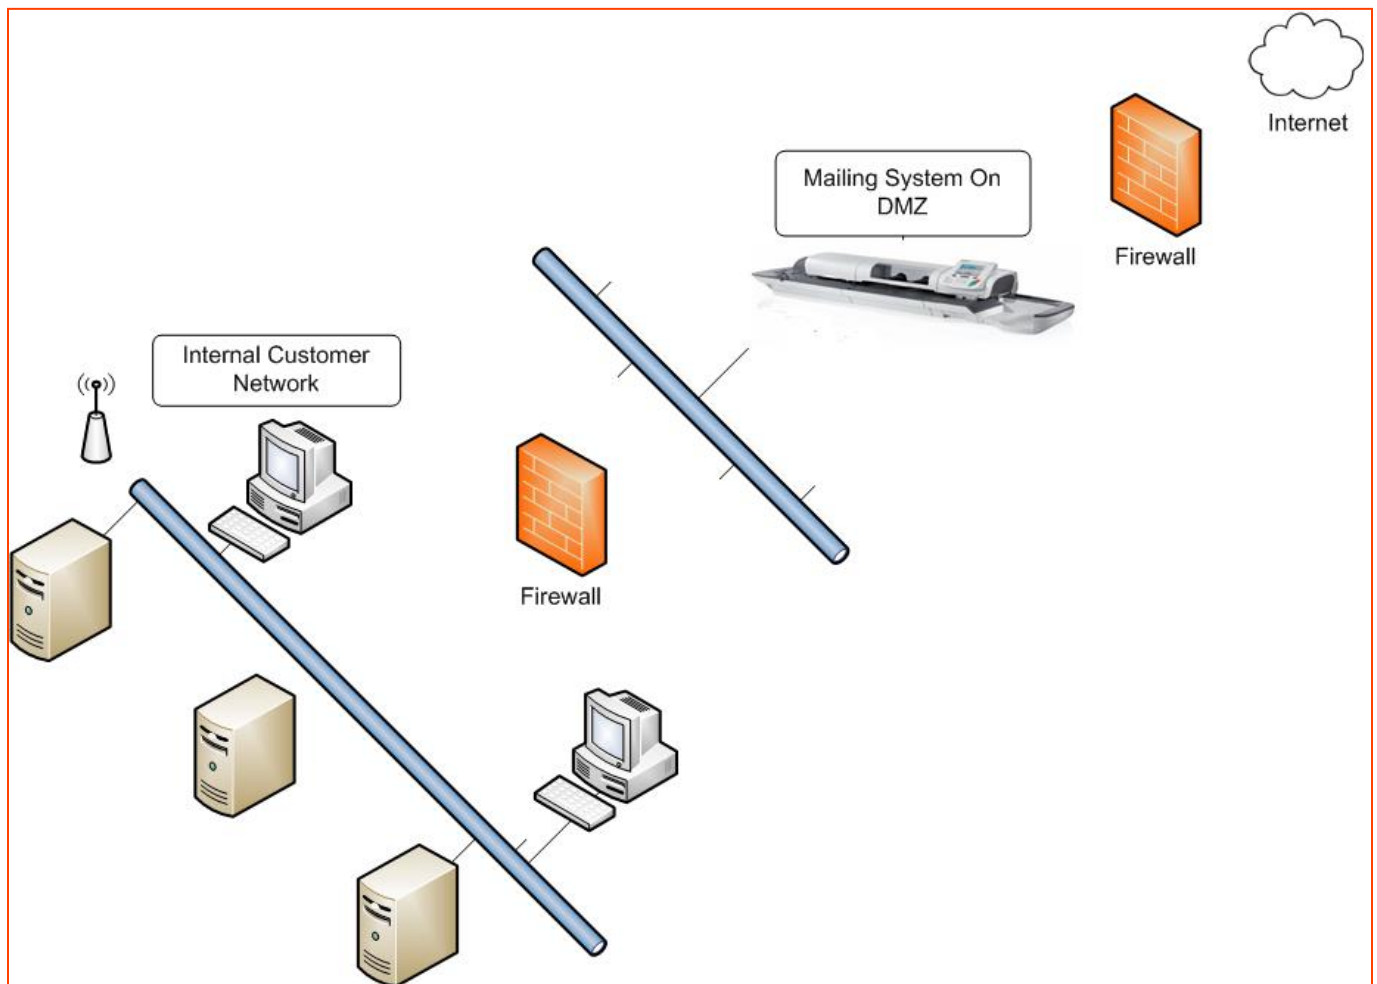 Internet
Mailing System On
DMZ
Firewall
Internal Customer
Network
Firewall